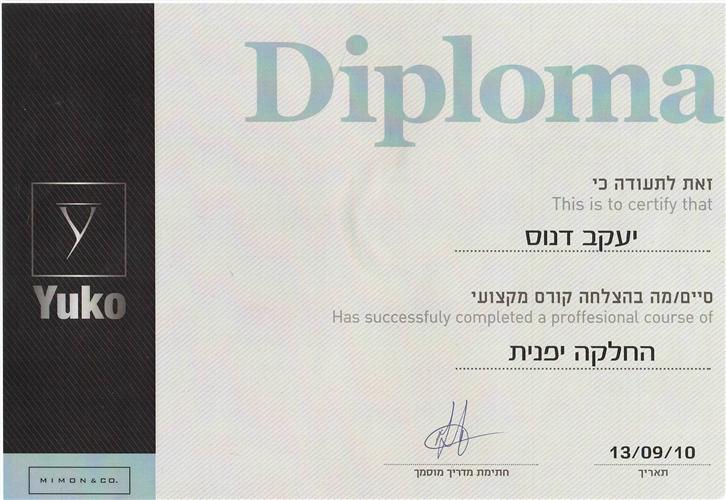 Diploma
זאת לתעודה כי
This is to certify that
יעקב דנוס
סיים/מה בהצלחה קורס מקצועי
Has successfuly completed a proffesional course of
החלקה יפנית
13/09/10
חתימת מדריך מוסמך
תאריך
Yuko
MIMON&CO.